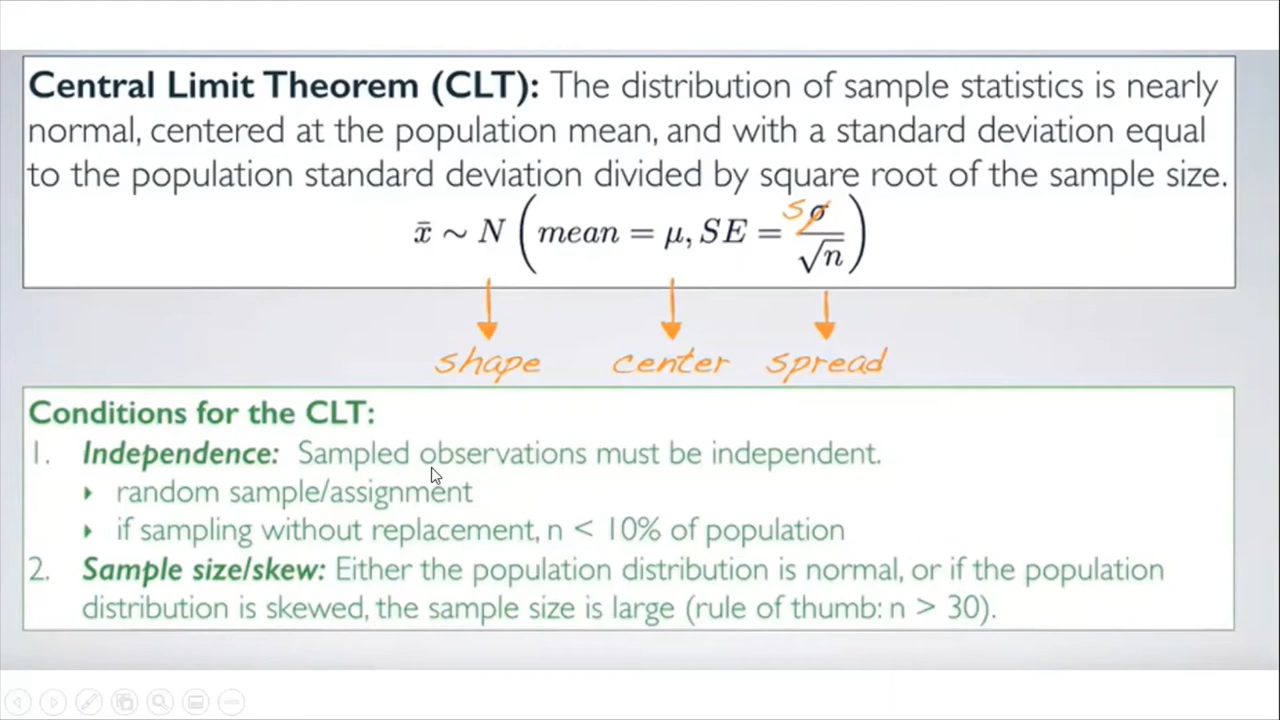 Central Limit Theorem (CLT): The distribution of sample statistics is nearly
normal, centered at the population mean, and with a standard deviation equal
to the population standard deviation divided by square root of the sample size.
x̄ ~ N (mean = μ, SE = σ/√n)
s
shape center spread
Conditions for the CLT:
1. Independence: Sampled observations must be independent.
‣ random sample/assignment
‣ if sampling without replacement, n < 10% of population
2. Sample size/skew: Either the population distribution is normal, or if the population
distribution is skewed, the sample size is large (rule of thumb: n > 30).